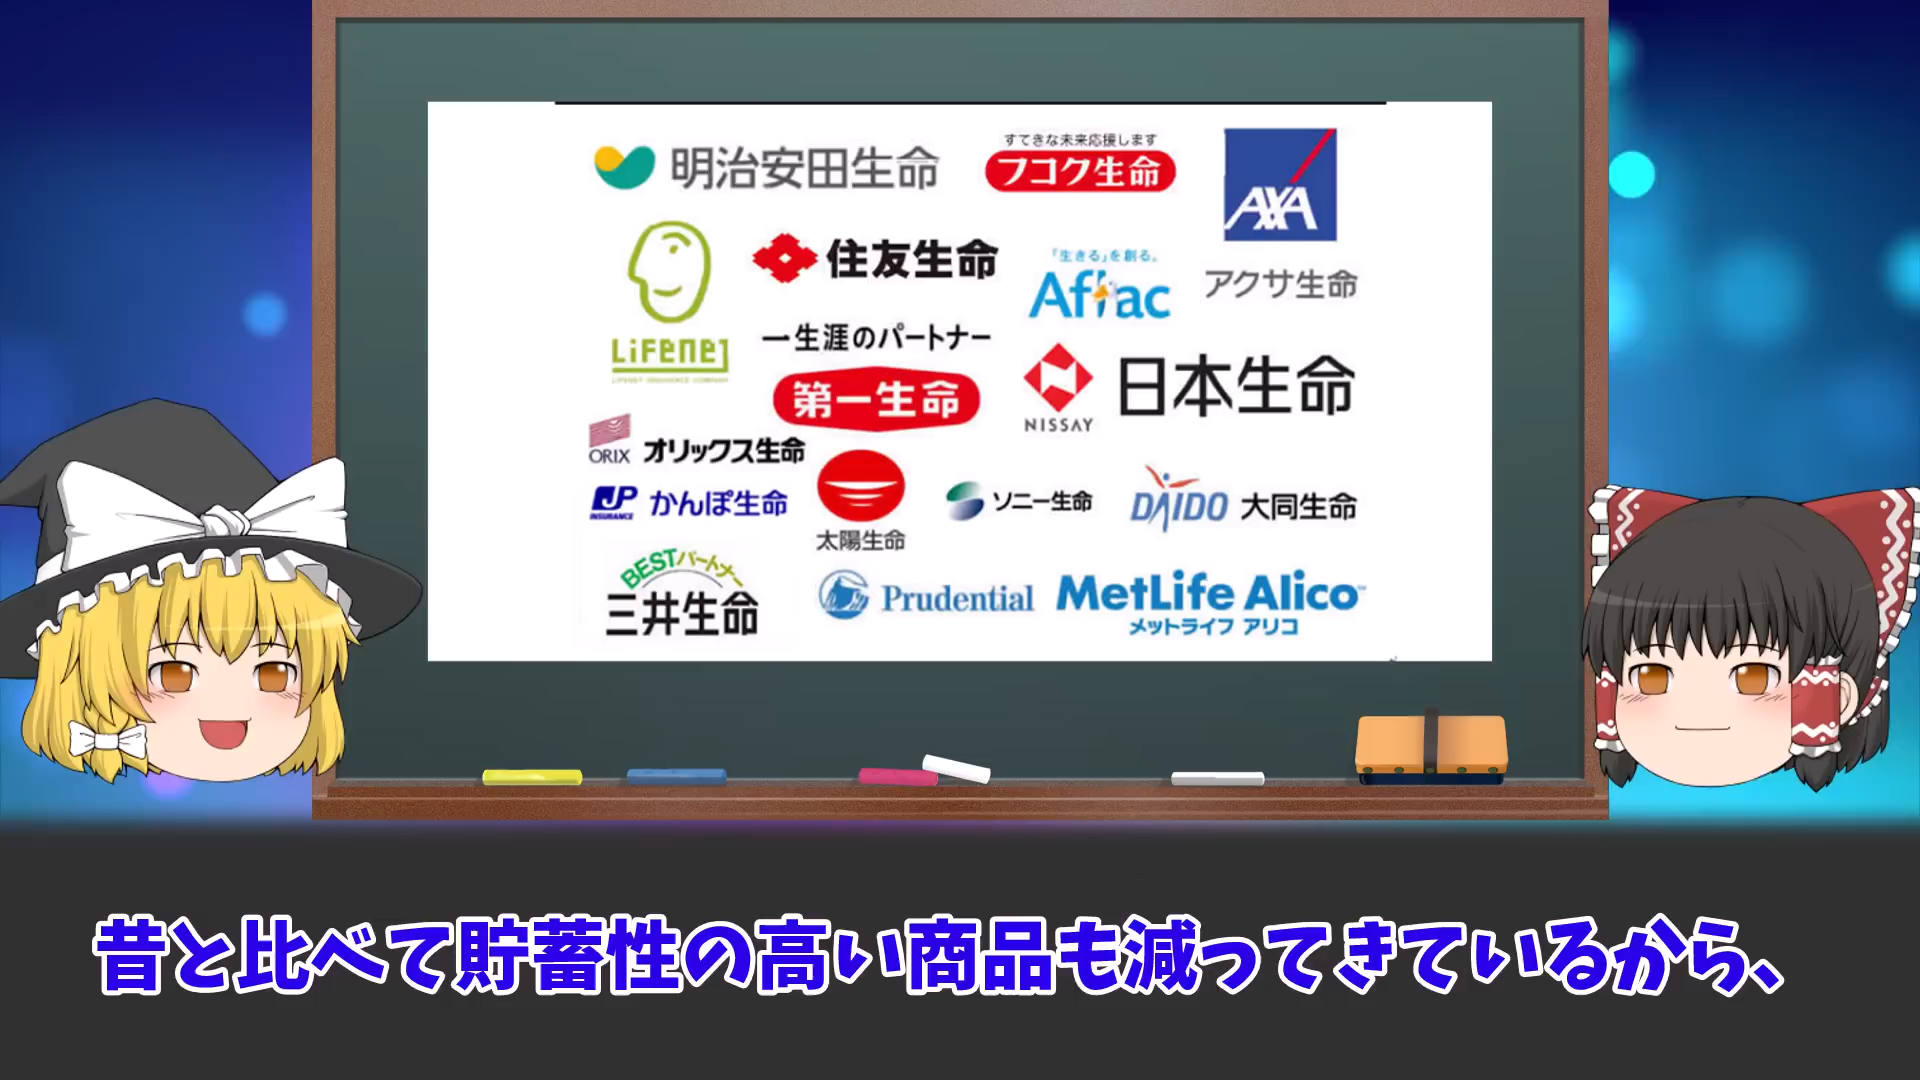 明治安田生命
すてきな未来応援します
フコク生命
AXA
アクサ生命
LIFENET
住友生命
「生きる」を創る。
Aflac
一生涯のパートナー
第一生命
NISSAY
日本生命
ORIX
オリックス生命
JP
INSURANCE
かんぽ生命
太陽生命
ソニー生命
DAIDO
大同生命
BESTパートナー
三井生命
Prudential
MetLife Alico
メットライフ アリコ
昔と比べて貯蓄性の高い商品も減ってきているから、